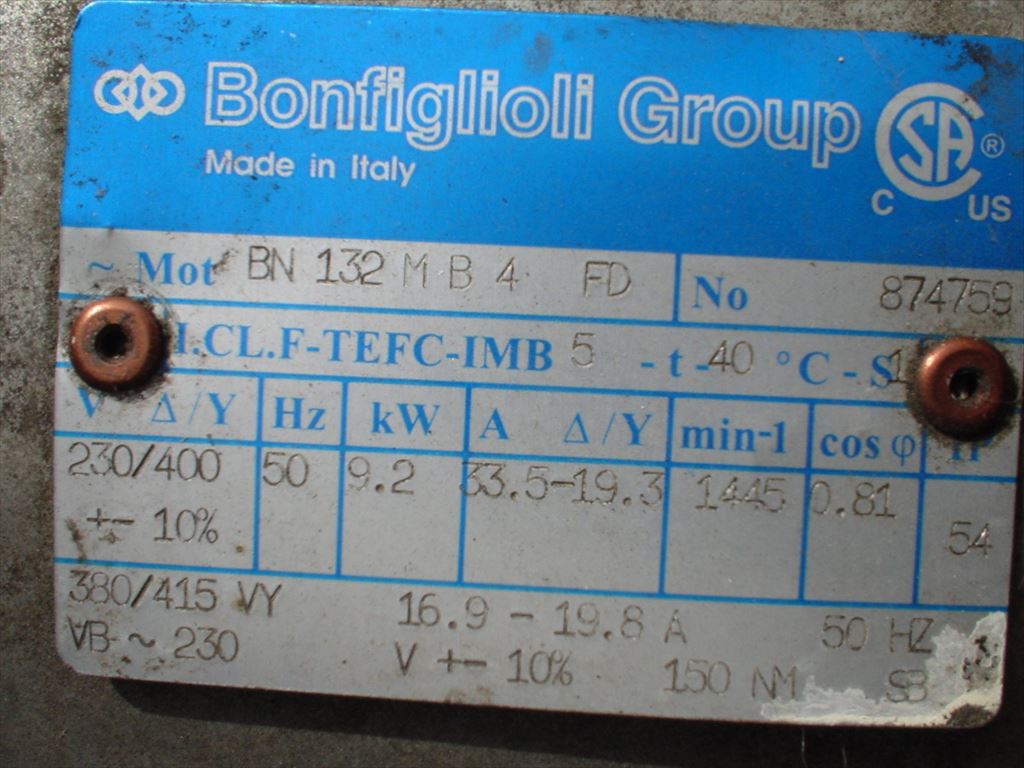 Bonfiglioli Group
Made in Italy
CSA ®
C US
~ Mot BN 132 M B 4 FD No 874759
I.CL.F-TEFC-IMB 5 - t - 40 °C - S1
V Δ/Y Hz kW A Δ/Y min-1 cos φ IP
230/400 50 9.2 33.5-19.3 1445 0.81
+- 10% 54
380/415 VY 16.9 - 19.8 A 50 HZ
VB ~ 230 V +- 10% 150 NM SB